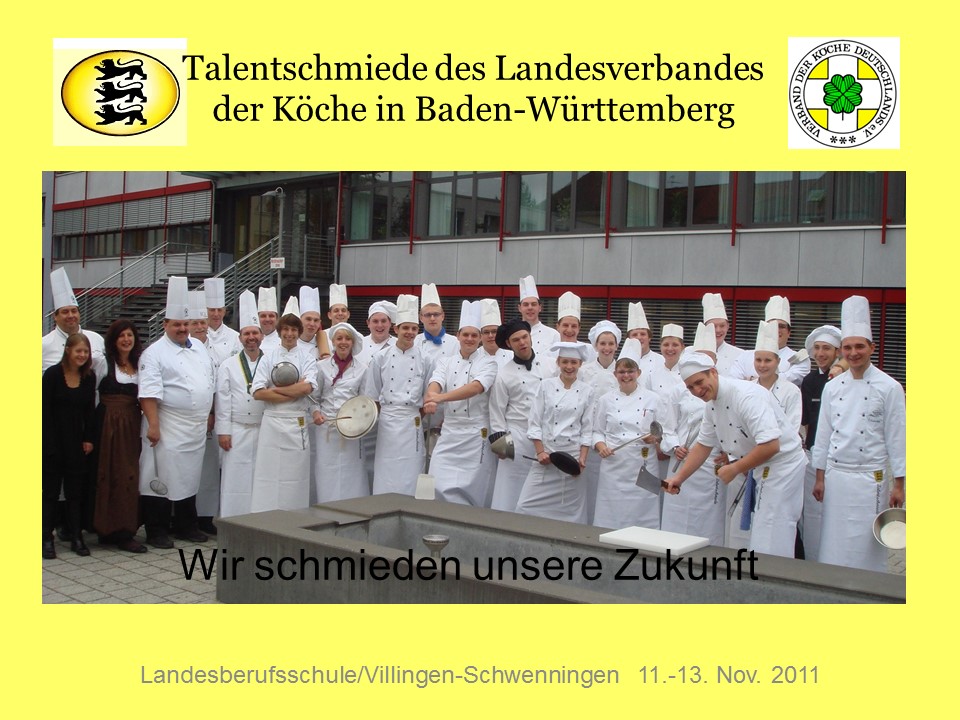 Talentschmiede des Landesverbandes
der Köche in Baden-Württemberg
VERBAND DER KÖCHE DEUTSCHLANDS e.V.
***
Wir schmieden unsere Zukunft
Landesberufsschule/Villingen-Schwenningen 11.-13. Nov. 2011